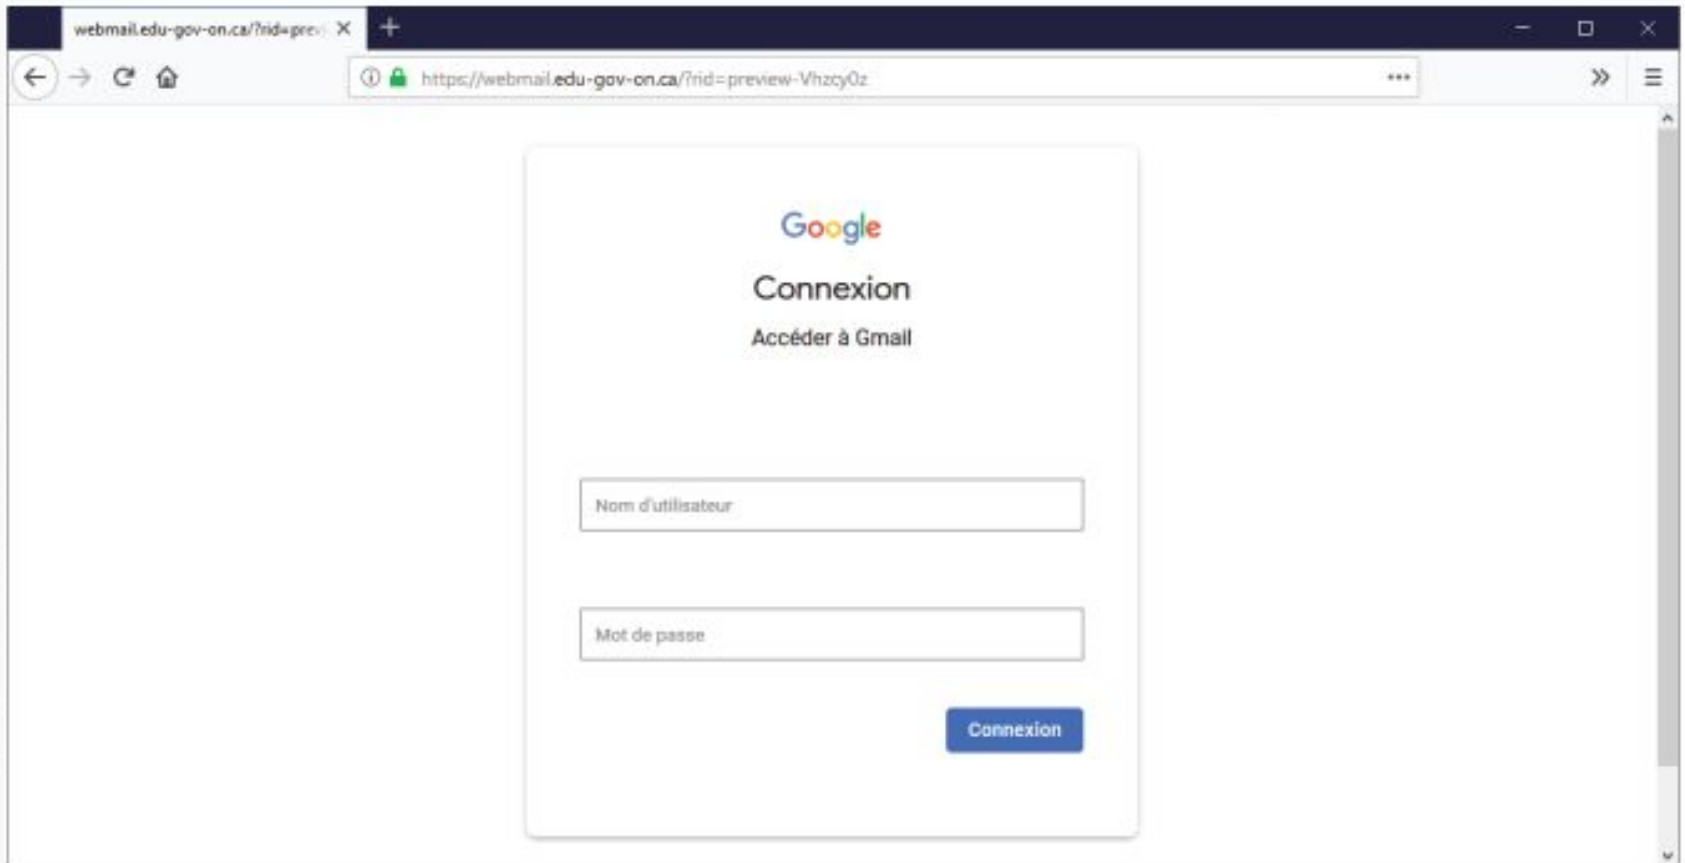 webmail.edu-gov-on.ca/?rid=prev
https://webmail.edu-gov-on.ca/?rid=preview-Vhzcy0z
Google
Connexion
Accéder à Gmail
Nom d'utilisateur
Mot de passe
Connexion